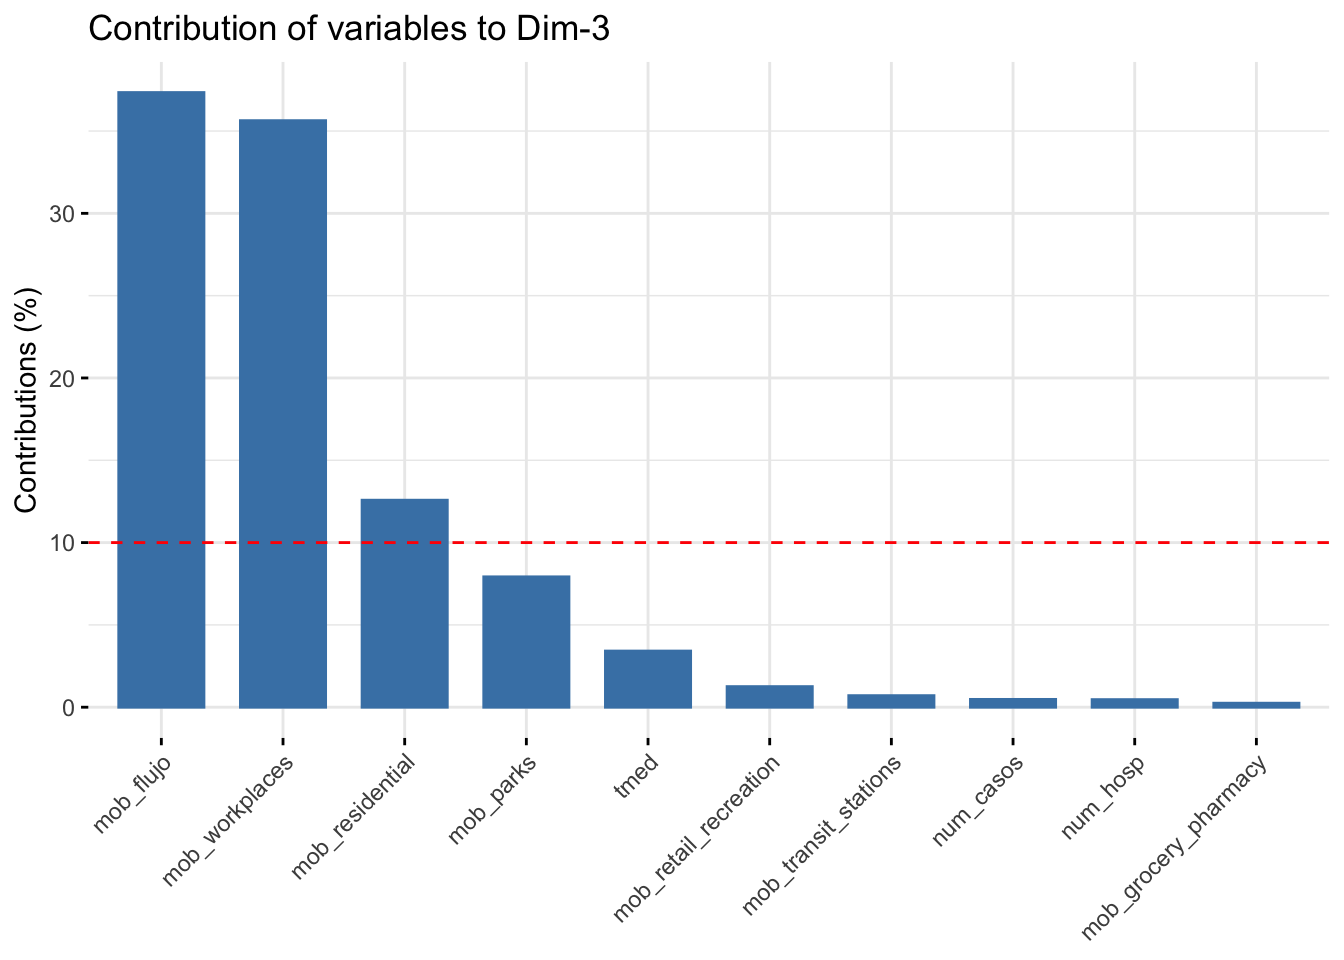 Contribution of variables to Dim-3
Contributions (%)
30
20
10
0
mob_flujo
mob_workplaces
mob_residential
mob_parks
tmed
mob_retail_recreation
mob_transit_stations
num_casos
num_hosp
mob_grocery_pharmacy